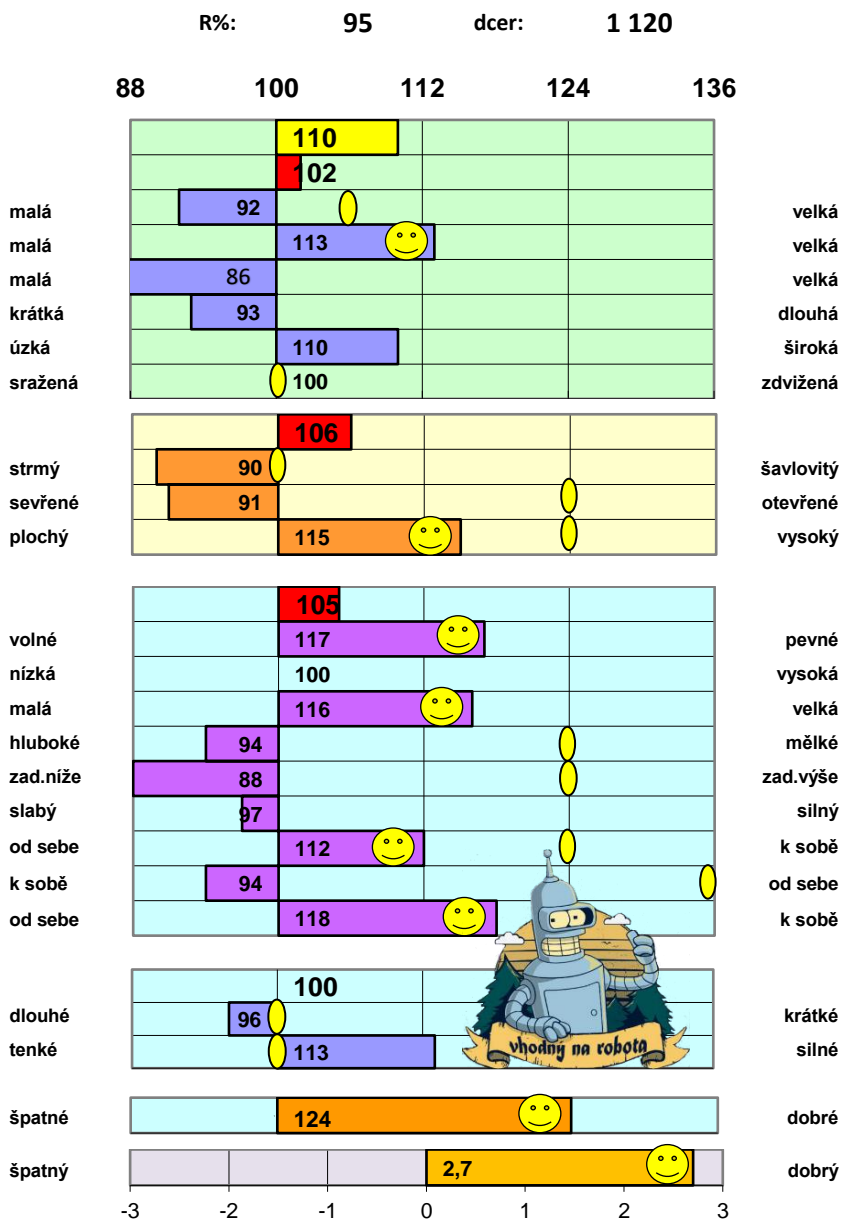 R%: 95 dcer: 1 120
88 100 112 124 136
110
102
malá 92 velká
malá 113 velká
malá 86 velká
krátká 93 dlouhá
úzká 110 široká
sražená 100 zdvižená
106
strmý 90 šavlovitý
sevřené 91 otevřené
plochý 115 vysoký
105
volné 117 pevné
nízká 100 vysoká
malá 116 velká
hluboké 94 mělké
zad.níže 88 zad.výše
slabý 97 silný
od sebe 112 k sobě
k sobě 94 od sebe
od sebe 118 k sobě
100
dlouhé 96 krátké
tenké 113 silné
vhodný na robota
špatné 124 dobré
špatný 2,7 dobrý
-3 -2 -1 0 1 2 3